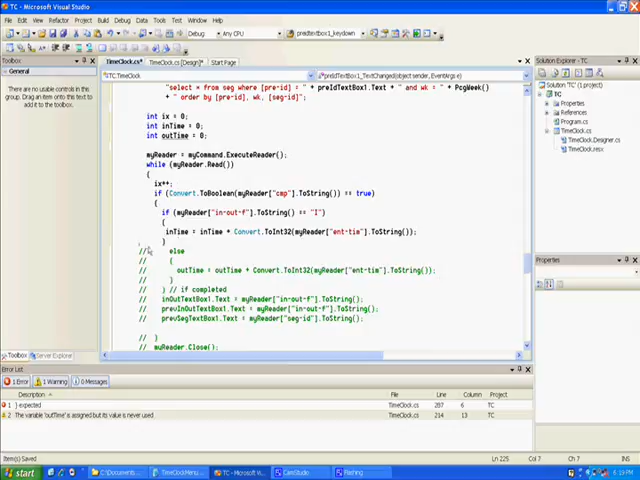 TC - Microsoft Visual Studio
File Edit View Refactor Project Build Debug Data Tools Test Window Community Help
Debug Any CPU preidtextbox1_keydown
Toolbox
General
There are no usable controls in this group. Drag an item onto this text to add it to the toolbox.
Toolbox Server Explorer
TimeClock.cs* TimeClock.cs [Design]* Start Page
TC.TimeClock
preIdTextBox1_TextChanged(object sender, EventArgs e)
"select × from seg where [pre-id] = " + preIdTextBox1.Text + " and wk = " + PcgWeek()
+ " order by [pre-id], wk, [seg-id]";
int ix = 0;
int inTime = 0;
int outTime = 0;
myReader = myCommand.ExecuteReader();
while (myReader.Read())
{
ix++;
if (Convert.ToBoolean(myReader["cmp"].ToString()) == true)
{
if (myReader["in-out-f"].ToString() == "I")
{
inTime = inTime + Convert.ToInt32(myReader["ent-tim"].ToString());
}
// else
// {
// outTime = outTime + Convert.ToInt32(myReader["ent-tim"].ToString());
// }
// } // if completed
// inOutTextBox1.Text = myReader["in-out-f"].ToString();
// prevInOutTextBox1.Text = myReader["in-out-f"].ToString();
// prevSegTextBox1.Text = myReader["seg-id"].ToString();
// }
// myReader.Close();
Solution Explorer
Solution 'TC' (1 project)
TC
Properties
References
Program.cs
TimeClock.cs
TimeClock.Designer.cs
TimeClock.resx
Properties
Error List
1 Error 1 Warning 0 Messages
Description File Line Column Project
1 } expected TimeClock.cs 287 6 TC
2 The variable 'outTime' is assigned but its value is never used TimeClock.cs 214 13 TC
Item(s) Saved Ln 225 Col 7 Ch 7
start C:\Documents... TimeClock Menu... TC - Microsoft Vis... CamStudio Flashing 6:19 PM